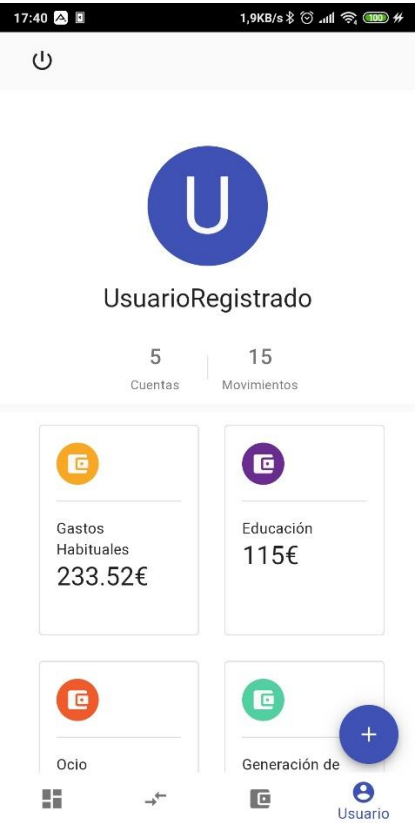 17:40 1,9KB/s 100
U
UsuarioRegistrado
5 15
Cuentas Movimientos
Gastos
Habituales
233.52€
Educación
115€
Ocio
Generación de
Usuario